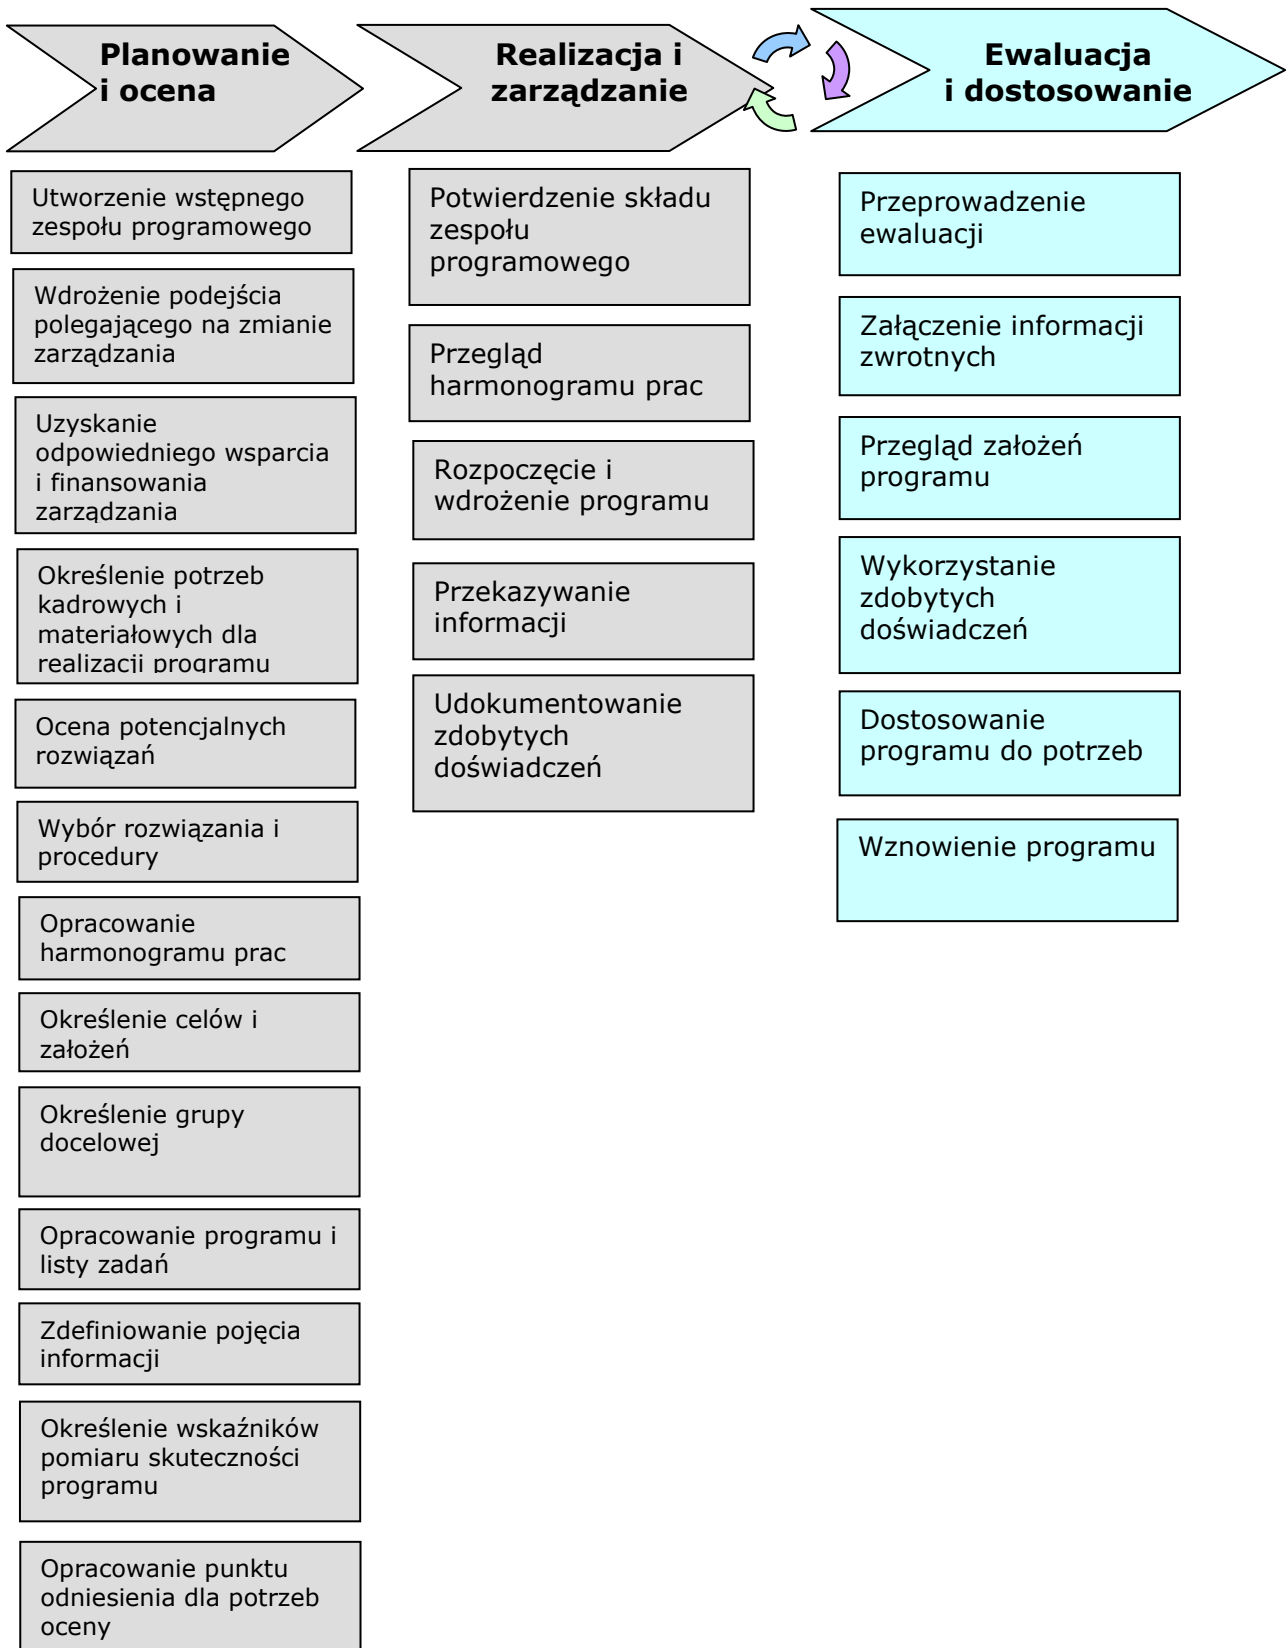 Planowanie
i ocena
Realizacja i
zarządzanie
Ewaluacja
i dostosowanie
Utworzenie wstępnego
zespołu programowego
Wdrożenie podejścia
polegającego na zmianie
zarządzania
Uzyskanie
odpowiedniego wsparcia
i finansowania
zarządzania
Określenie potrzeb
kadrowych i
materiałowych dla
realizacji programu
Ocena potencjalnych
rozwiązań
Wybór rozwiązania i
procedury
Opracowanie
harmonogramu prac
Określenie celów i
założeń
Określenie grupy
docelowej
Opracowanie programu i
listy zadań
Zdefiniowanie pojęcia
informacji
Określenie wskaźników
pomiaru skuteczności
programu
Opracowanie punktu
odniesienia dla potrzeb
oceny
Potwierdzenie składu
zespołu
programowego
Przegląd
harmonogramu prac
Rozpoczęcie i
wdrożenie programu
Przekazywanie
informacji
Udokumentowanie
zdobytych
doświadczeń
Przeprowadzenie
ewaluacji
Załączenie informacji
zwrotnych
Przegląd założeń
programu
Wykorzystanie
zdobytych
doświadczeń
Dostosowanie
programu do potrzeb
Wznowienie programu